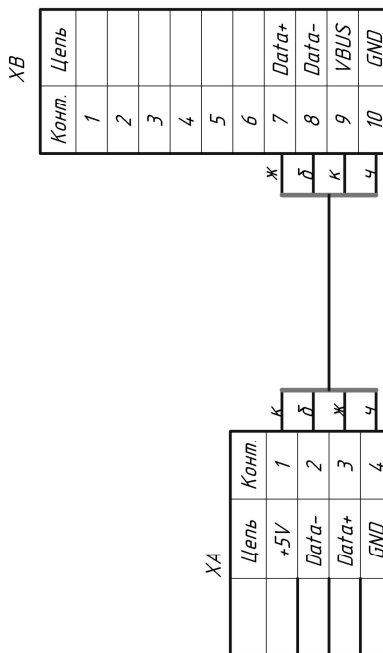 XB
Конт. Цепь
1
2
3
4
5
6
7 Data+
8 Data-
9 VBUS
10 GND
ж
б
к
ч
XA
Цепь Конт.
+5V 1
Data- 2
Data+ 3
GND 4
к
б
ж
ч